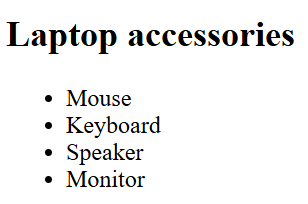 Laptop accessories
• Mouse
• Keyboard
• Speaker
• Monitor